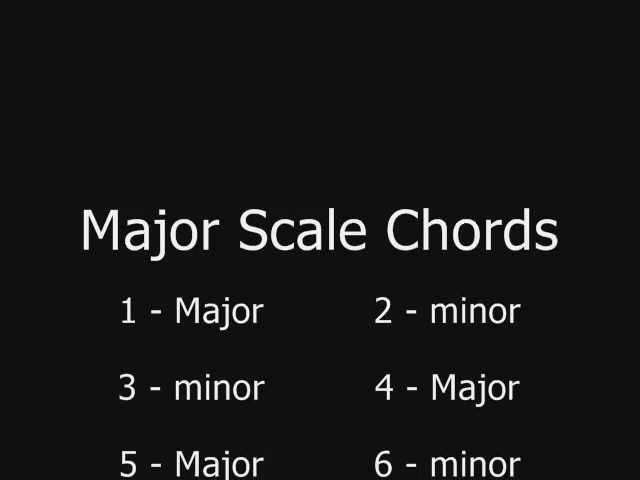 Major Scale Chords
1 - Major 2 - minor
3 - minor 4 - Major
5 - Major 6 - minor